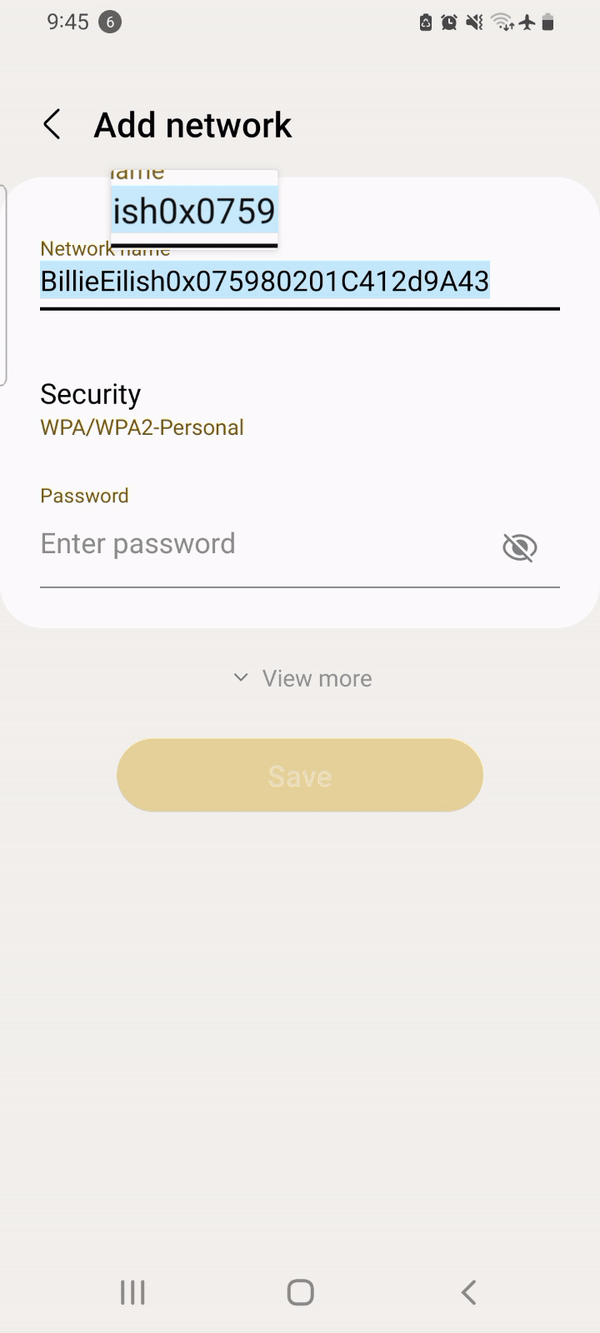 9:45 6
Add network
name
ish0x0759
Network name
BillieEilish0x075980201C412d9A43
Security
WPA/WPA2-Personal
Password
Enter password
View more
Save